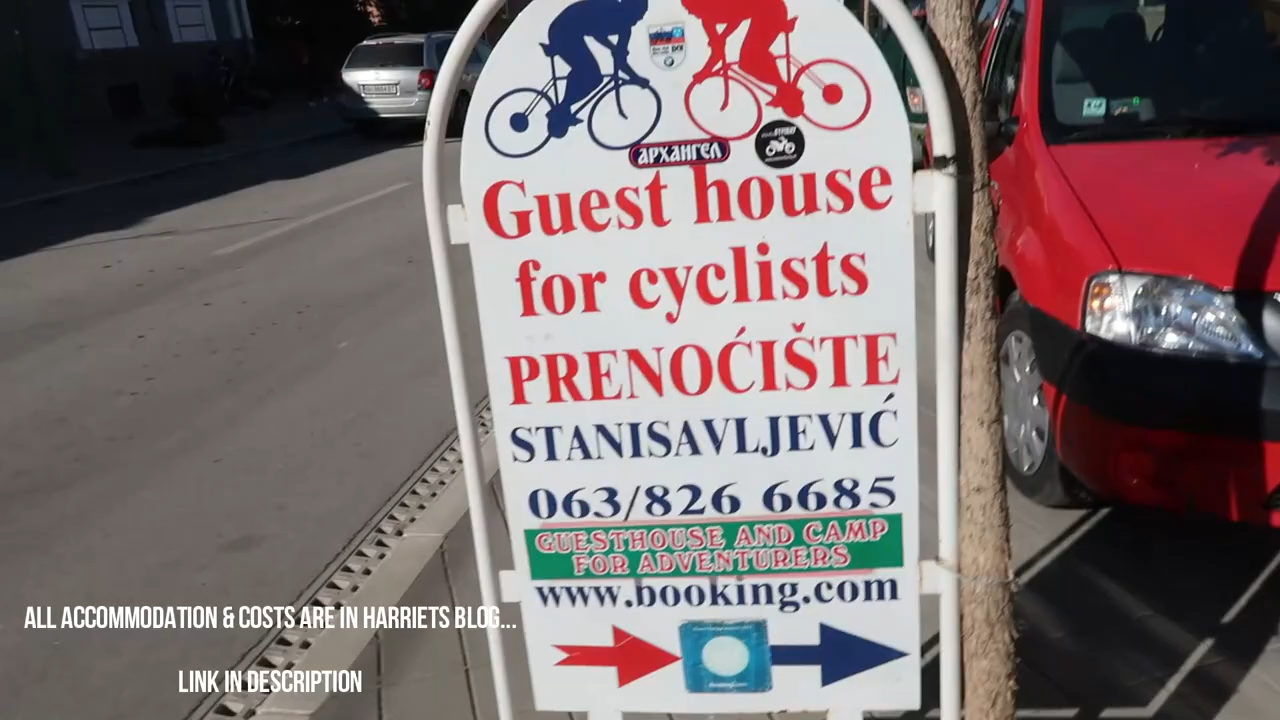 АРХАНГЕЛ
Guest house
for cyclists
PRENOĆIŠTE
STANISAVLJEVIĆ
063/826 6685
GUESTHOUSE AND CAMP
FOR ADVENTURERS
www.booking.com
ALL ACCOMMODATION & COSTS ARE IN HARRIETS BLOG...
LINK IN DESCRIPTION